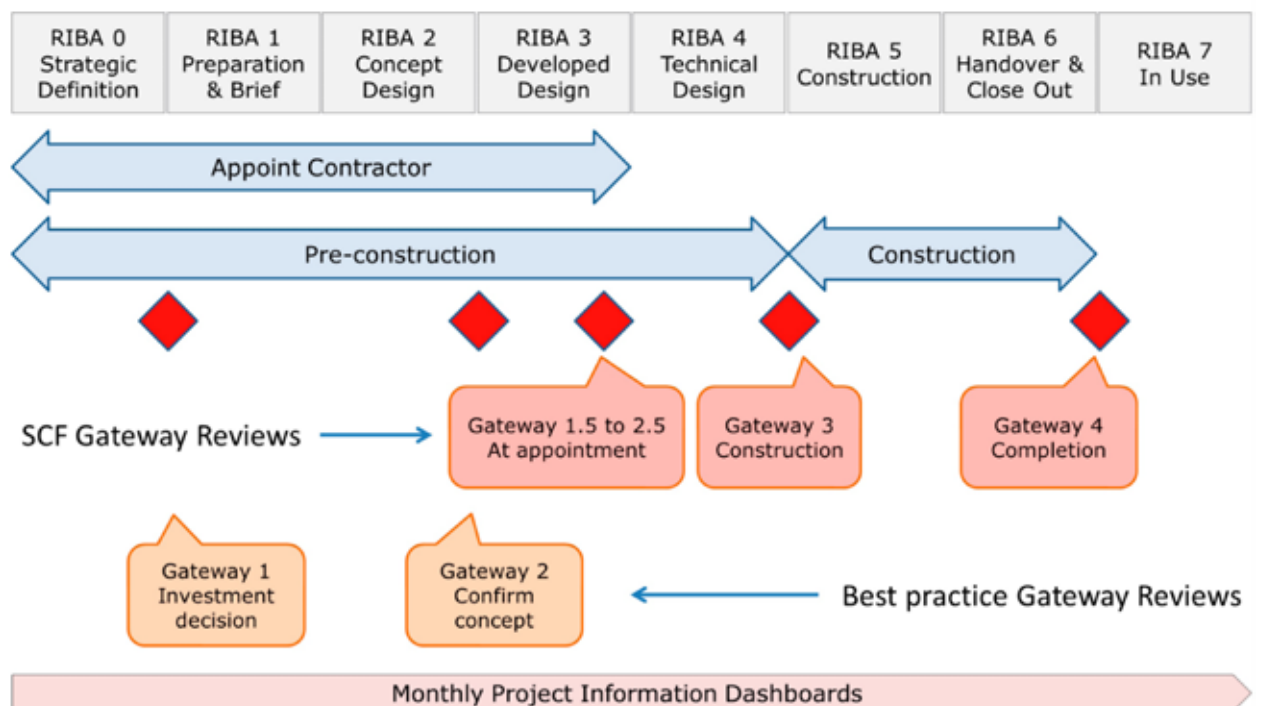 RIBA 0
Strategic
Definition
RIBA 1
Preparation
& Brief
RIBA 2
Concept
Design
RIBA 3
Developed
Design
RIBA 4
Technical
Design
RIBA 5
Construction
RIBA 6
Handover &
Close Out
RIBA 7
In Use
Appoint Contractor
Pre-construction
Construction
SCF Gateway Reviews
Gateway 1.5 to 2.5
At appointment
Gateway 3
Construction
Gateway 4
Completion
Gateway 1
Investment
decision
Gateway 2
Confirm
concept
Best practice Gateway Reviews
Monthly Project Information Dashboards